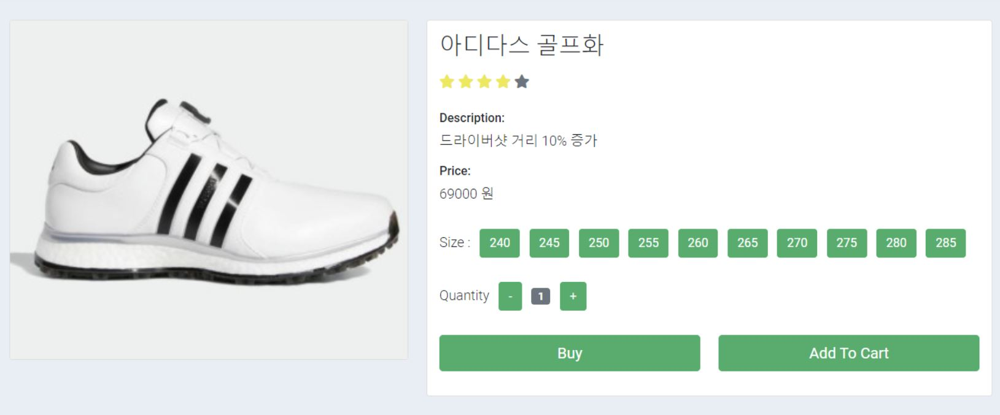 아디다스 골프화
Description:
드라이버샷 거리 10% 증가
Price:
69000 원
Size : 240 245 250 255 260 265 270 275 280 285
Quantity - 1 +
Buy Add To Cart